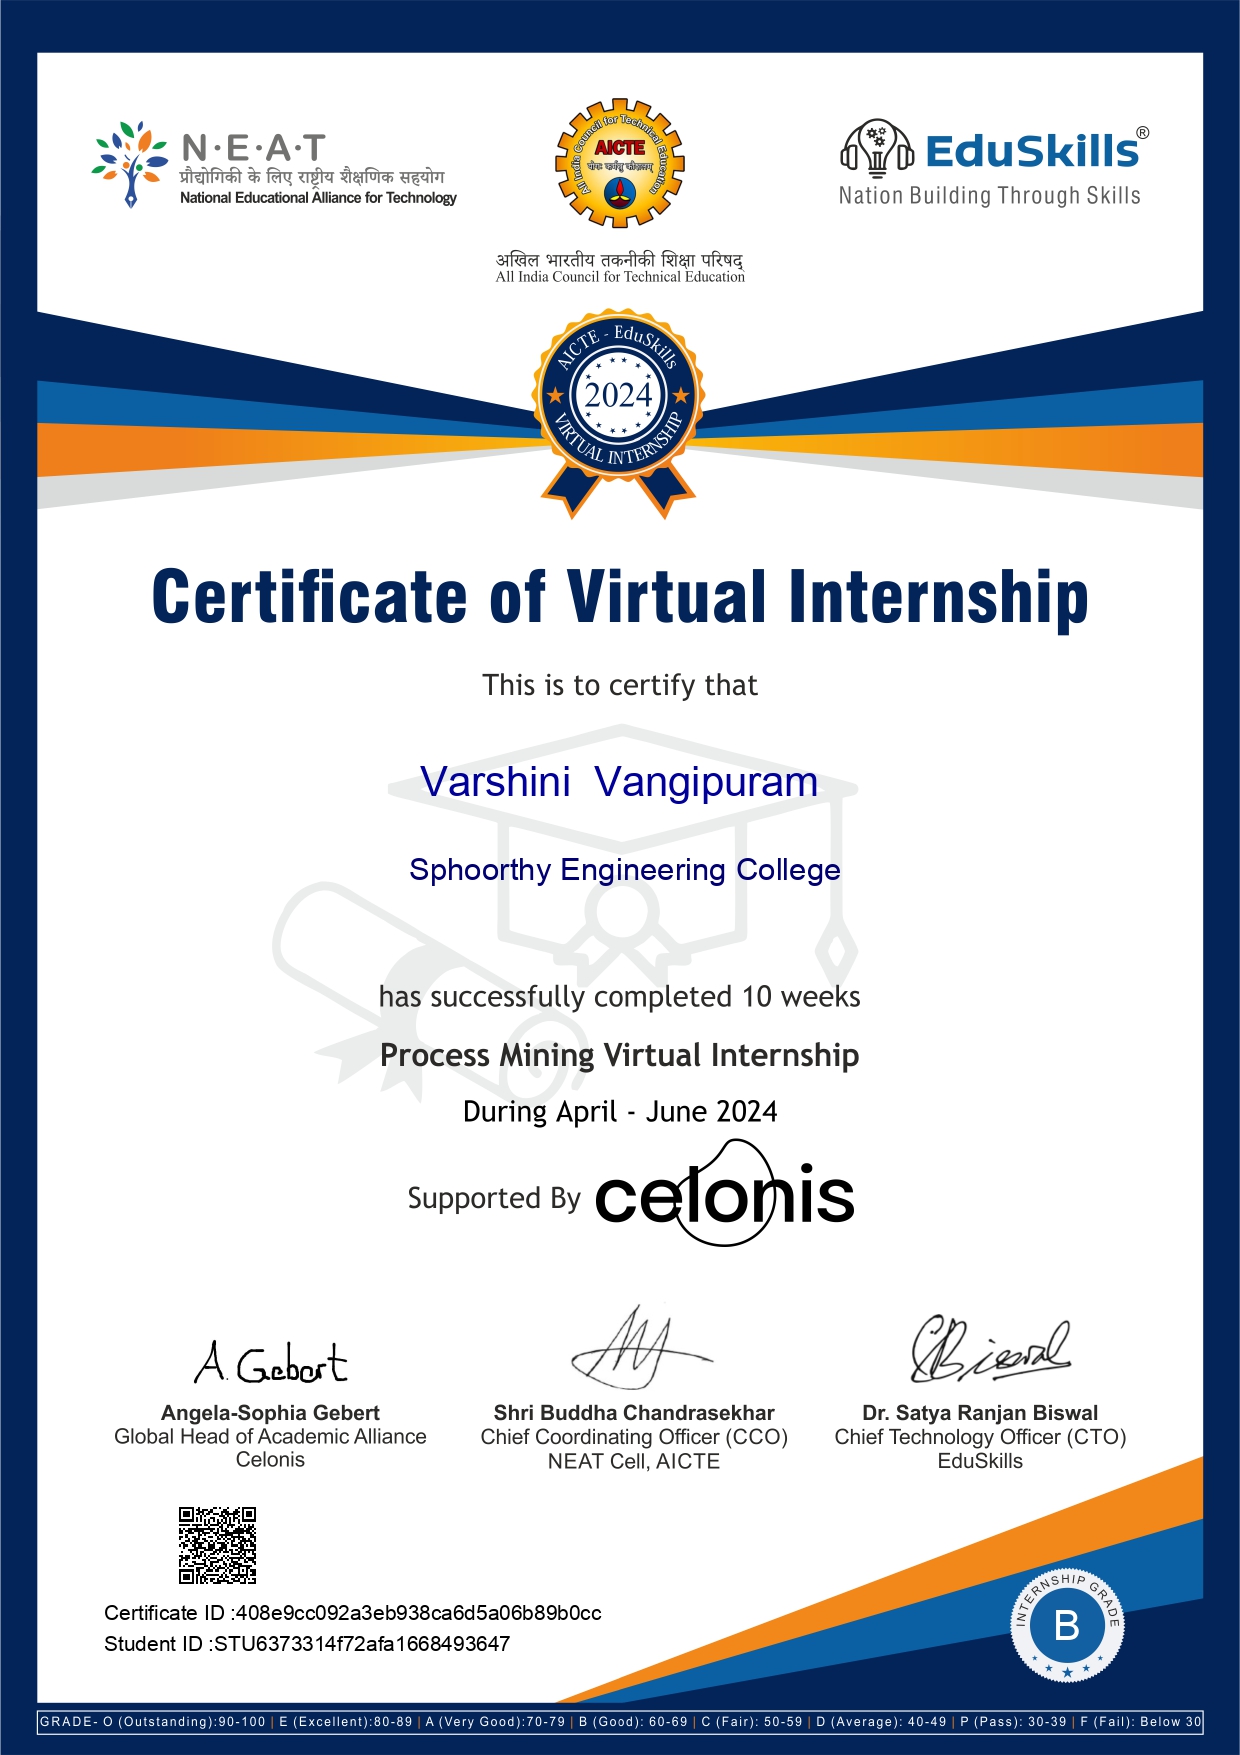 N·E·A·T
प्रौद्योगिकी के लिए राष्ट्रीय शैक्षणिक सहयोग
National Educational Alliance for Technology
All India Council for Technical Education
AICTE
योगः कर्मसु कौशलम्
EduSkills®
Nation Building Through Skills
अखिल भारतीय तकनीकी शिक्षा परिषद्
All India Council for Technical Education
AICTE - EduSkills
2024
VIRTUAL INTERNSHIP
Certificate of Virtual Internship
This is to certify that
Varshini Vangipuram
Sphoorthy Engineering College
has successfully completed 10 weeks
Process Mining Virtual Internship
During April - June 2024
Supported By celonis
A. Gebert
Angela-Sophia Gebert
Global Head of Academic Alliance
Celonis
Shri Buddha Chandrasekhar
Chief Coordinating Officer (CCO)
NEAT Cell, AICTE
SRBiswal
Dr. Satya Ranjan Biswal
Chief Technology Officer (CTO)
EduSkills
Certificate ID :408e9cc092a3eb938ca6d5a06b89b0cc
Student ID :STU6373314f72afa1668493647
INTERNSHIP GRADE
B
GRADE- O (Outstanding):90-100 | E (Excellent):80-89 | A (Very Good):70-79 | B (Good): 60-69 | C (Fair): 50-59 | D (Average): 40-49 | P (Pass): 30-39 | F (Fail): Below 30